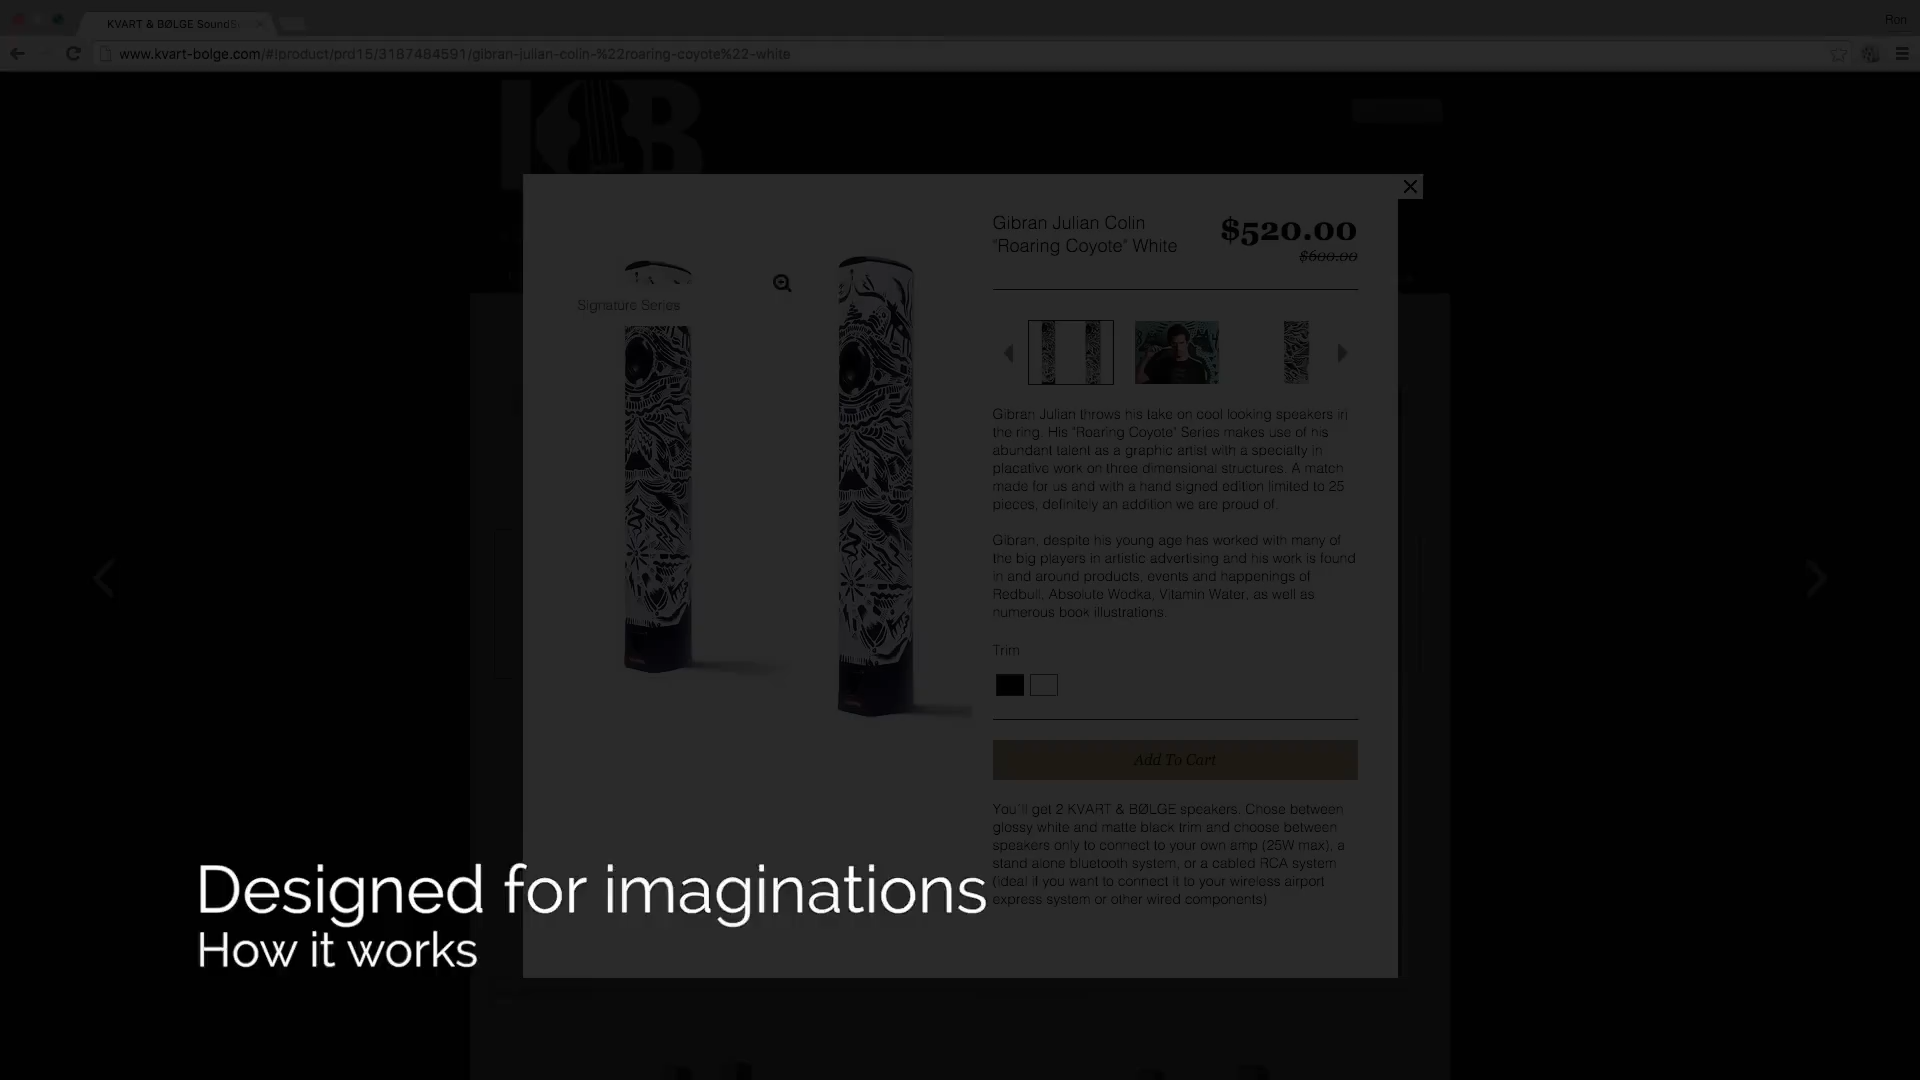 KVART & BØLGE SoundS
Ron
www.kvart-bolge.com/#!product/prd15/3187484591/gibran-julian-colin-%22roaring-coyote%22-white
KB
Gibran Julian Colin
"Roaring Coyote" White
$520.00
$600.00
Signature Series
Gibran Julian throws his take on cool looking speakers in
the ring. His "Roaring Coyote" Series makes use of his
abundant talent as a graphic artist with a specialty in
placative work on three dimensional structures. A match
made for us and with a hand signed edition limited to 25
pieces, definitely an addition we are proud of.
Gibran, despite his young age has worked with many of
the big players in artistic advertising and his work is found
in and around products, events and happenings of
Redbull, Absolute Wodka, Vitamin Water, as well as
numerous book illustrations.
Trim
Add To Cart
You´ll get 2 KVART & BØLGE speakers. Chose between
glossy white and matte black trim and choose between
speakers only to connect to your own amp (25W max), a
stand alone bluetooth system, or a cabled RCA system
(ideal if you want to connect it to your wireless airport
express system or other wired components)
Designed for imaginations
How it works